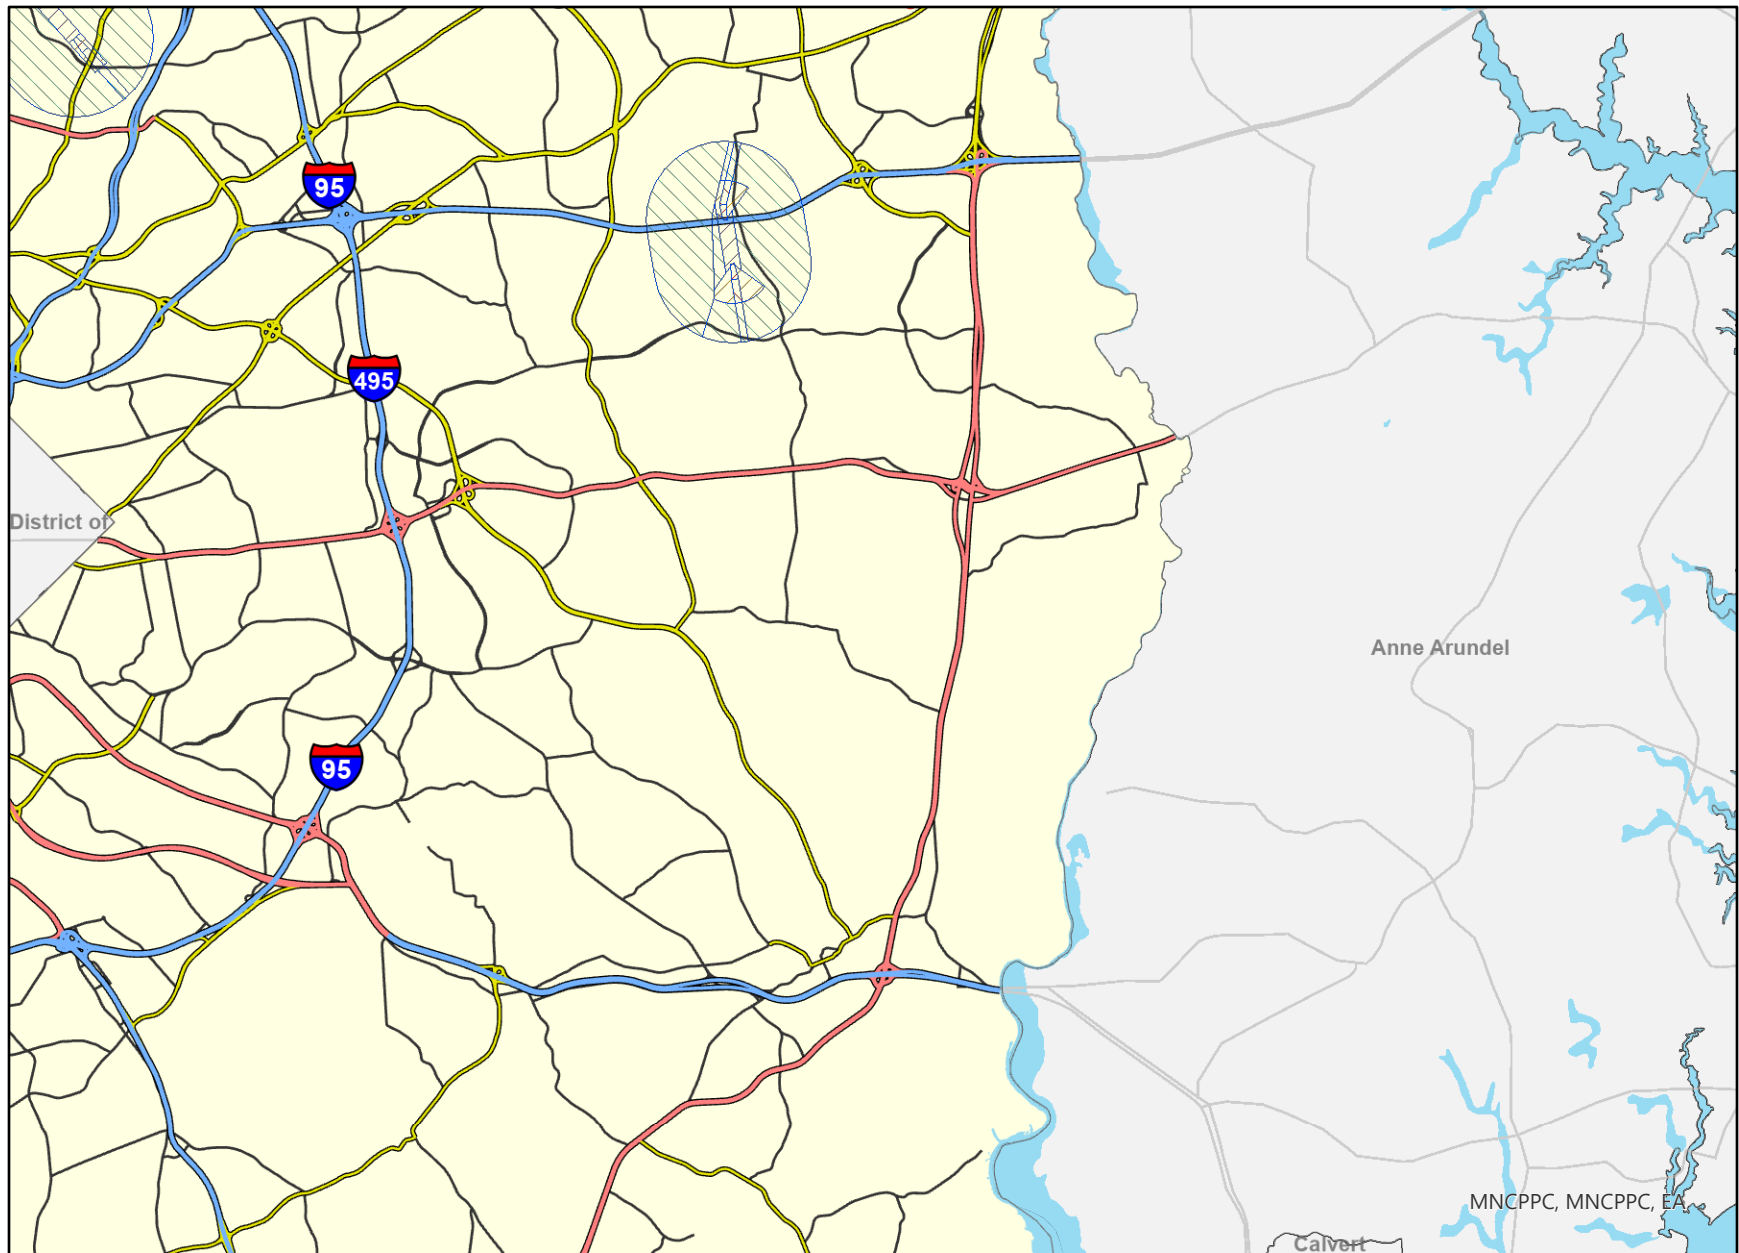 95
495
District of
Anne Arundel
95
MNCPPC, MNCPPC, EA
Calvert